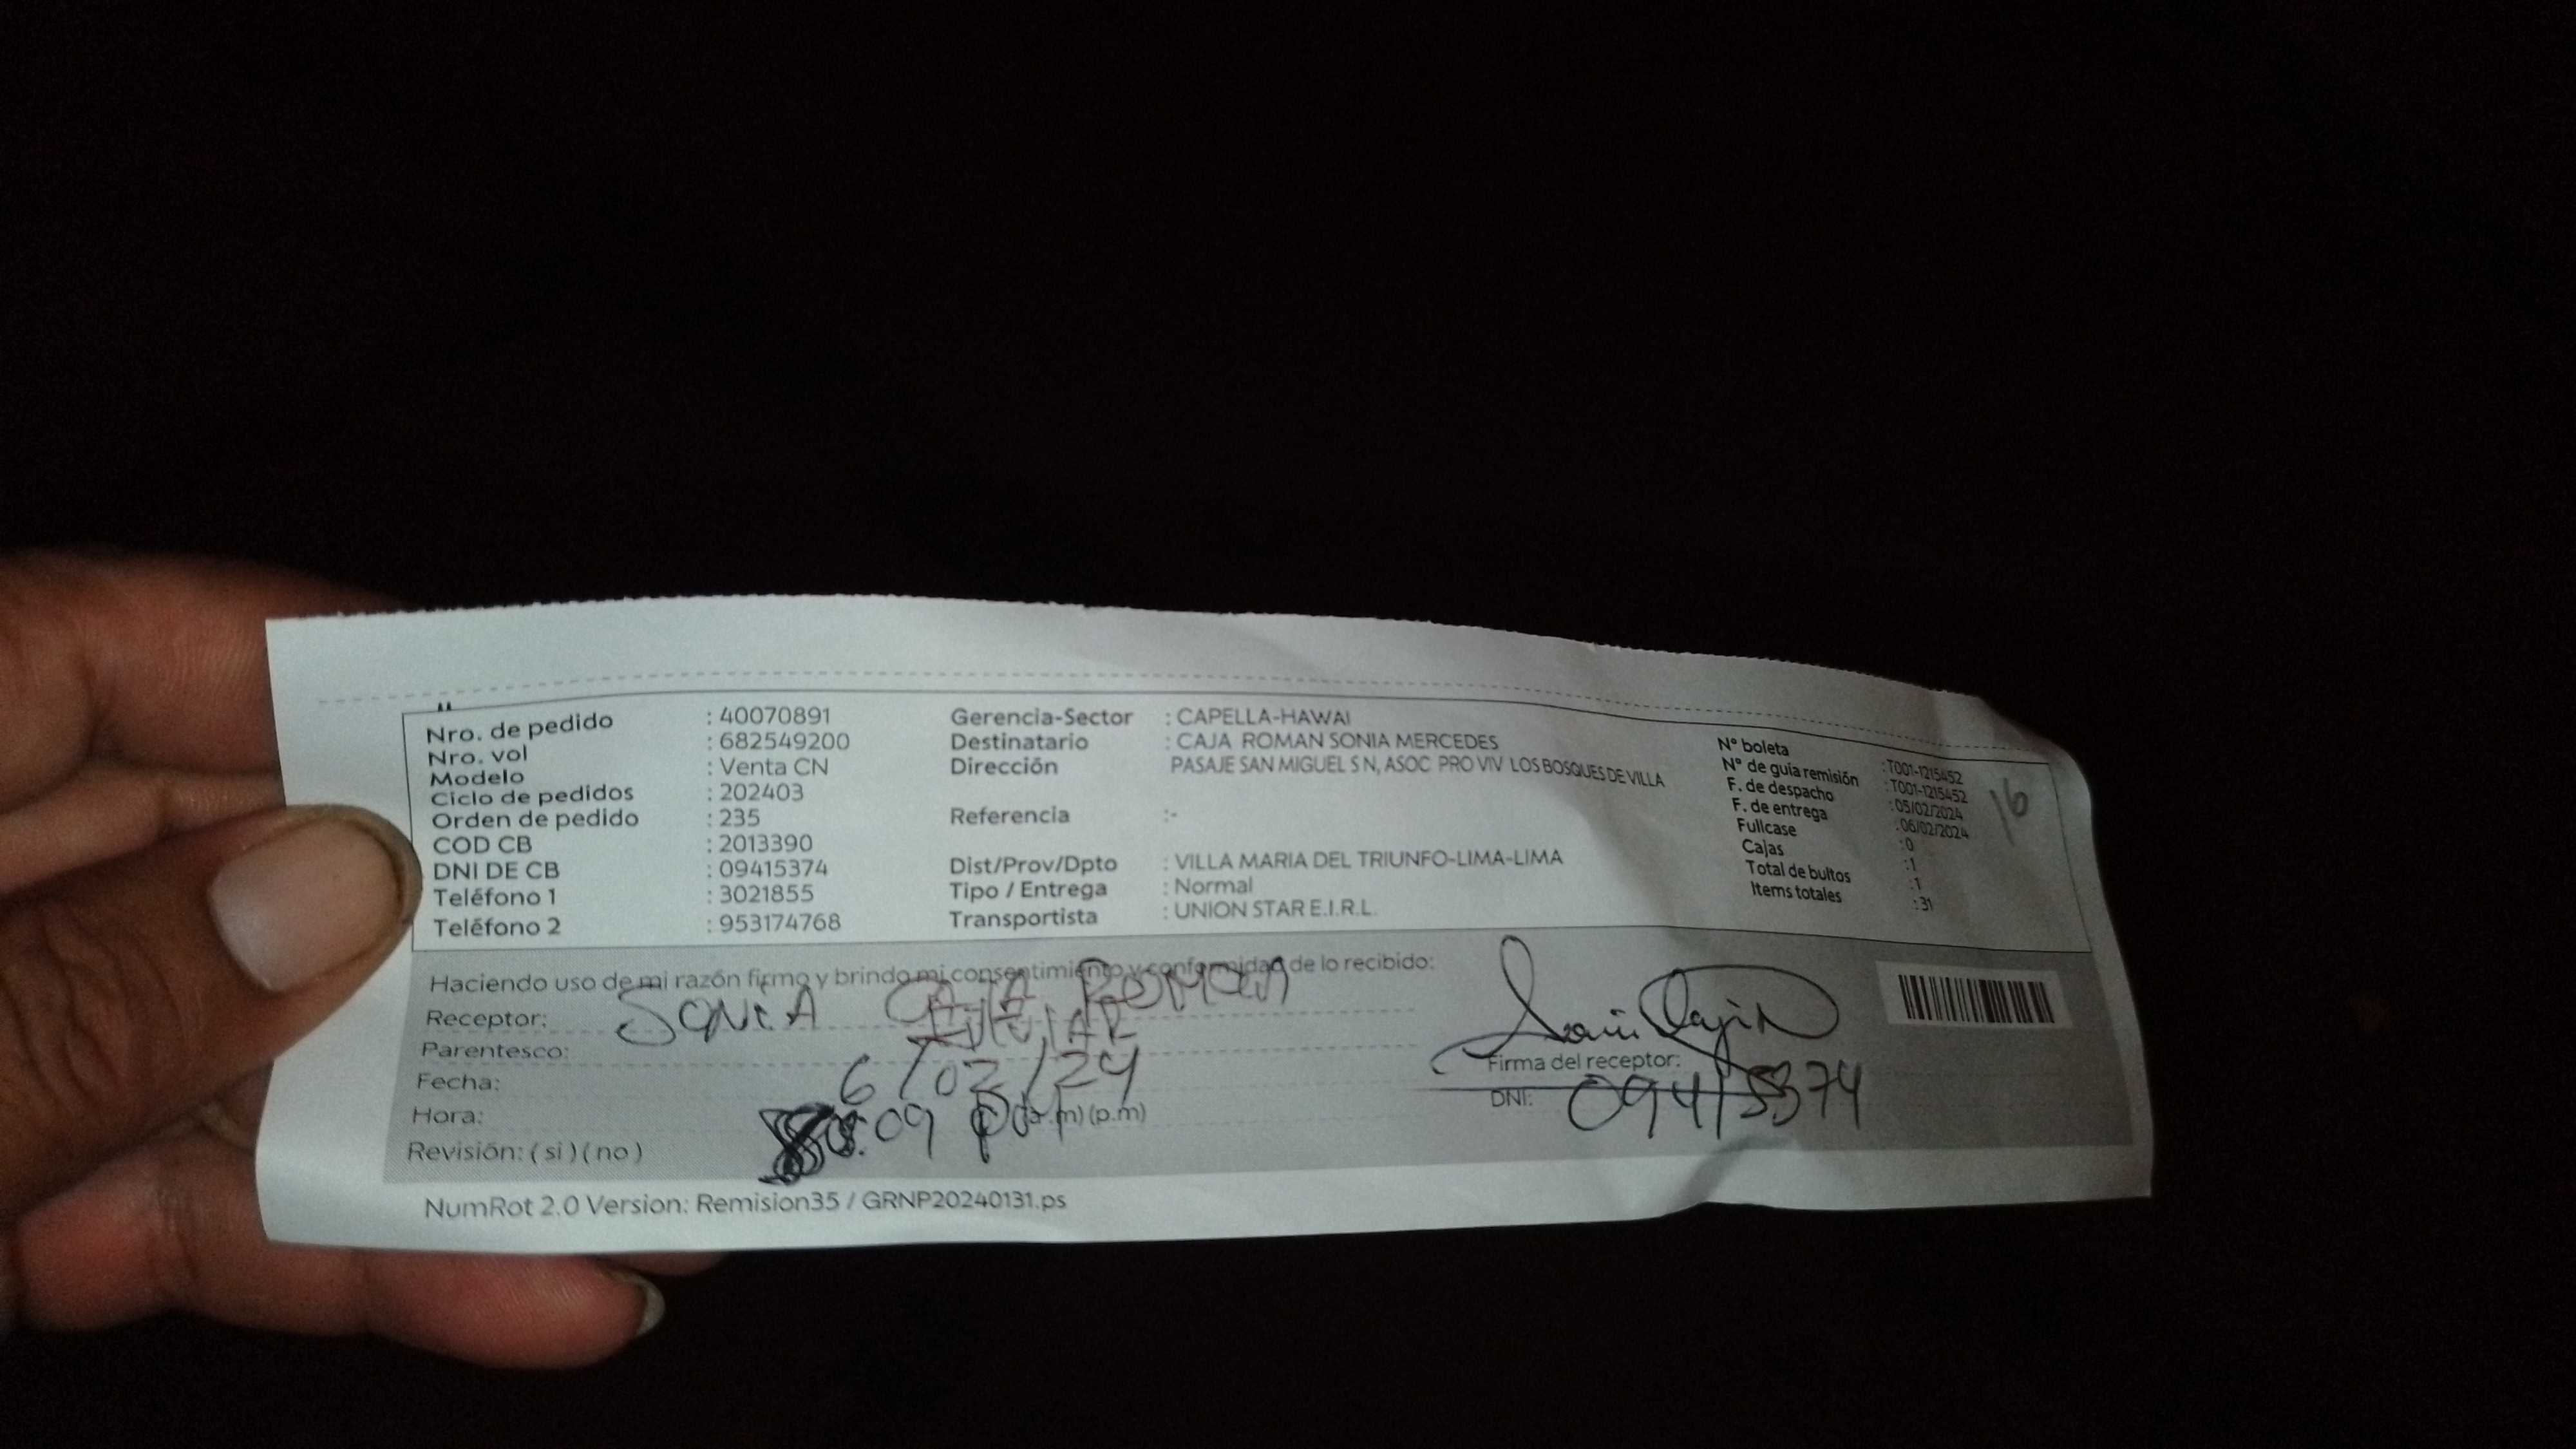 Nro. de pedido : 40070891
Nro. vol : 682549200
Modelo : Venta CN
Ciclo de pedidos : 202403
Orden de pedido : 235
COD CB : 2013390
DNI DE CB : 09415374
Teléfono 1 : 3021855
Teléfono 2 : 953174768
Gerencia-Sector : CAPELLA-HAWAI
Destinatario : CAJA ROMAN SONIA MERCEDES
Dirección PASAJE SAN MIGUEL S N, ASOC PRO VIV LOS BOSQUES DE VILLA
Referencia :-
Dist/Prov/Dpto : VILLA MARIA DEL TRIUNFO-LIMA-LIMA
Tipo / Entrega : Normal
Transportista : UNION STAR E.I.R.L.
N° boleta : T001-1215452
N° de guía remisión : T001-1215452
F. de despacho : 05/02/2024
F. de entrega : 06/02/2024
Fullcase : 0
Cajas : 1
Total de bultos : 1
Items totales : 31
16
Haciendo uso de mi razón firmo y brindo mi consentimiento y conformidad de lo recibido:
Receptor: SONiA CAJA ROMAN
Parentesco: TITULAR
Fecha: 6/02/24
Hora: :09 (a.m) (p.m)
Revisión: ( si ) ( no )
Firma del receptor:
DNI: 09415374
NumRot 2.0 Version: Remision35 / GRNP20240131.ps